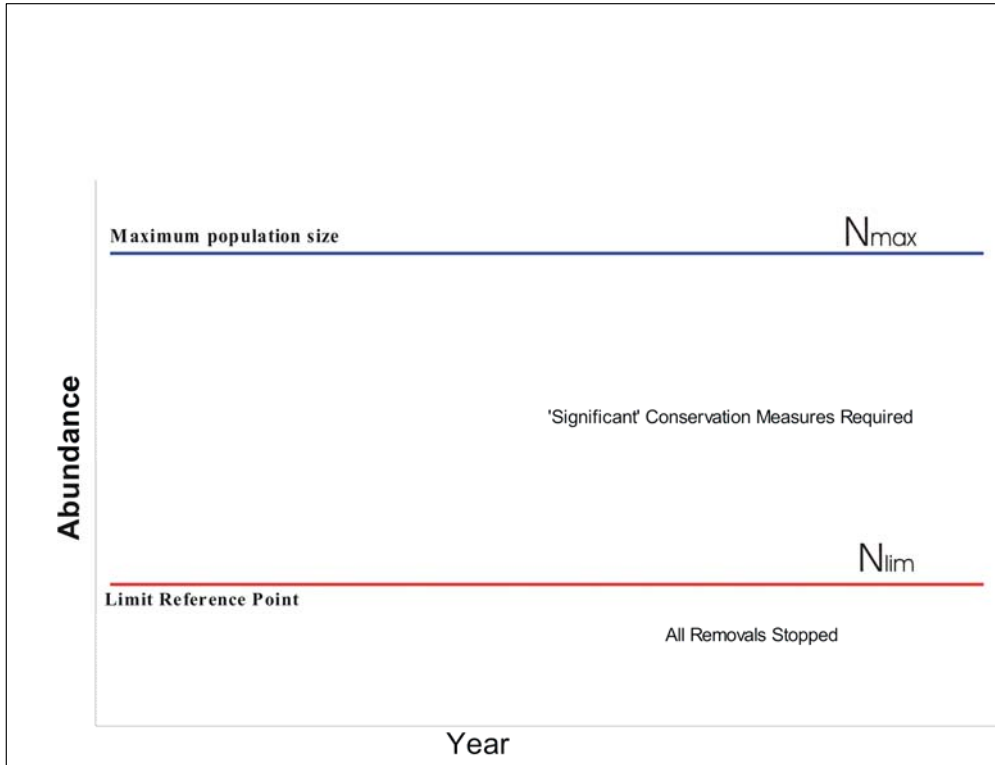 Maximum population size
Nmax
'Significant' Conservation Measures Required
Abundance
Nlim
Limit Reference Point
All Removals Stopped
Year